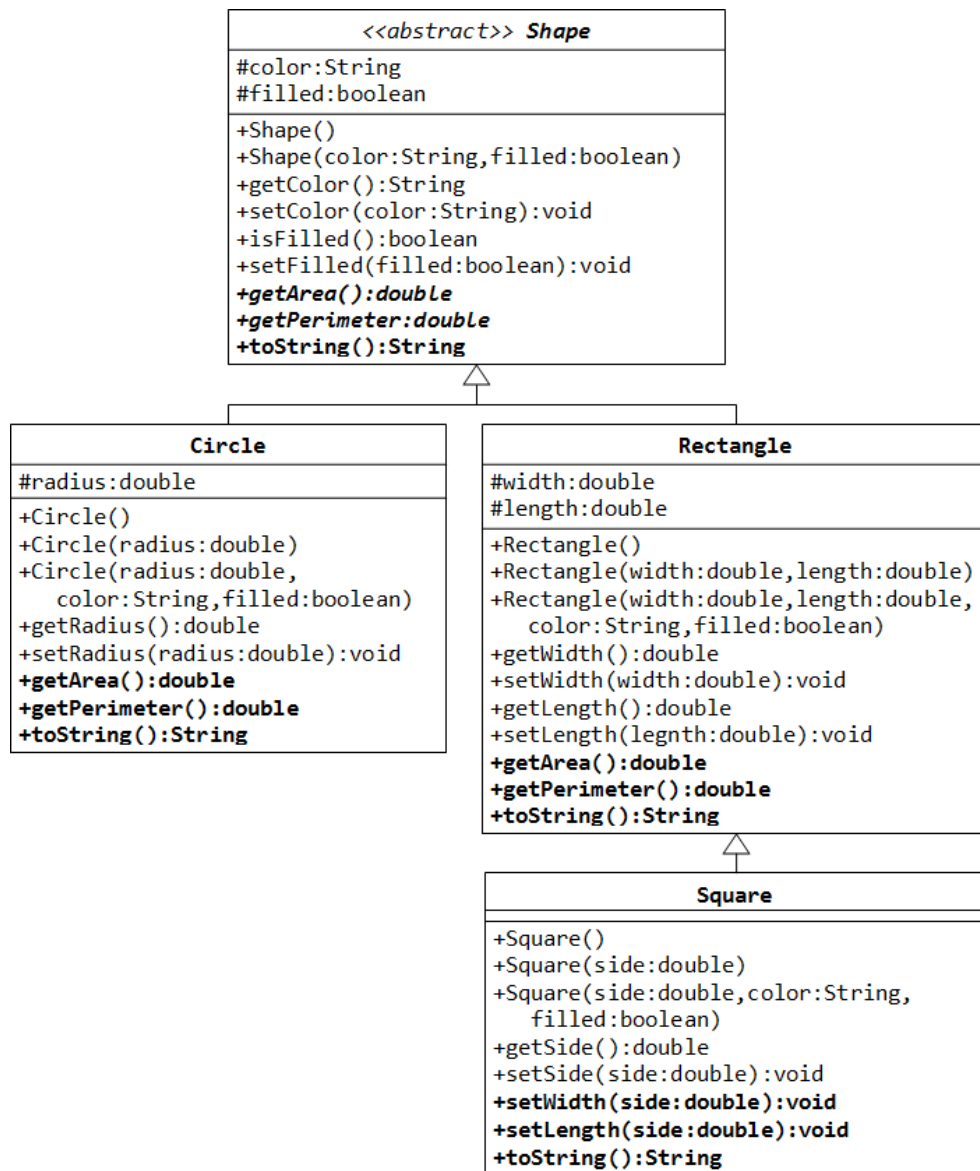 <<abstract>> Shape
#color:String
#filled:boolean
+Shape()
+Shape(color:String,filled:boolean)
+getColor():String
+setColor(color:String):void
+isFilled():boolean
+setFilled(filled:boolean):void
+getArea():double
+getPerimeter:double
+toString():String
Circle
#radius:double
+Circle()
+Circle(radius:double)
+Circle(radius:double,
color:String,filled:boolean)
+getRadius():double
+setRadius(radius:double):void
+getArea():double
+getPerimeter():double
+toString():String
Rectangle
#width:double
#length:double
+Rectangle()
+Rectangle(width:double,length:double)
+Rectangle(width:double,length:double,
color:String,filled:boolean)
+getWidth():double
+setWidth(width:double):void
+getLength():double
+setLength(legnth:double):void
+getArea():double
+getPerimeter():double
+toString():String
Square
+Square()
+Square(side:double)
+Square(side:double,color:String,
filled:boolean)
+getSide():double
+setSide(side:double):void
+setWidth(side:double):void
+setLength(side:double):void
+toString():String